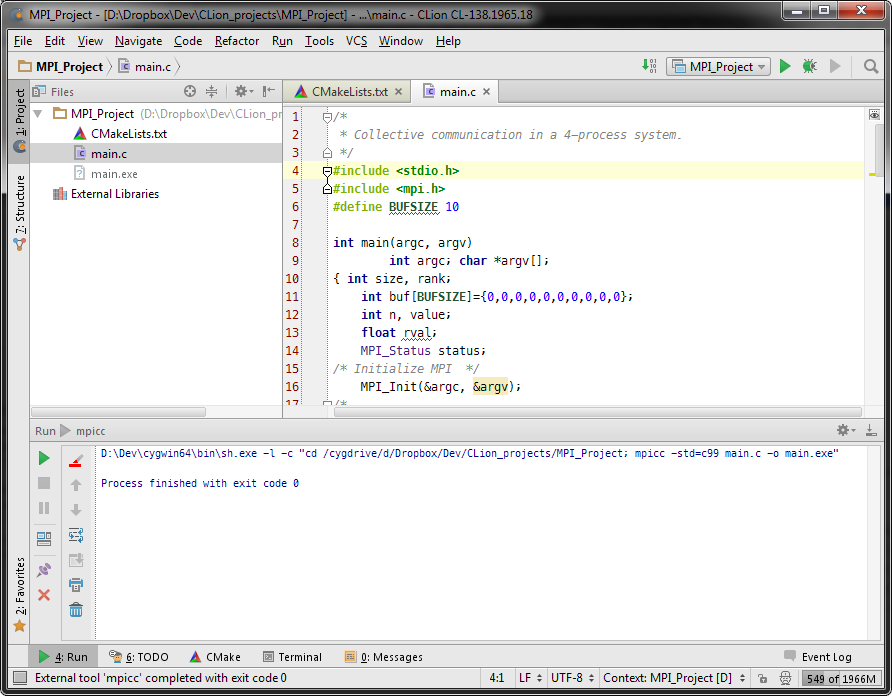 MPI_Project - [D:\Dropbox\Dev\CLion_projects\MPI_Project] - ...\main.c - CLion CL-138.1965.18
File Edit View Navigate Code Refactor Run Tools VCS Window Help
MPI_Project main.c MPI_Project
1: Project
7: Structure
2: Favorites
Files
MPI_Project (D:\Dropbox\Dev\CLion_pr
CMakeLists.txt
main.c
main.exe
External Libraries
CMakeLists.txt main.c
1 /*
2 * Collective communication in a 4-process system.
3 */
4 #include <stdio.h>
5 #include <mpi.h>
6 #define BUFSIZE 10
7
8 int main(argc, argv)
9 int argc; char *argv[];
10 { int size, rank;
11 int buf[BUFSIZE]={0,0,0,0,0,0,0,0,0,0};
12 int n, value;
13 float rval;
14 MPI_Status status;
15 /* Initialize MPI */
16 MPI_Init(&argc, &argv);
17 /*
Run mpicc
D:\Dev\cygwin64\bin\sh.exe -l -c "cd /cygdrive/d/Dropbox/Dev/CLion_projects/MPI_Project; mpicc -std=c99 main.c -o main.exe"
Process finished with exit code 0
4: Run 6: TODO CMake Terminal 0: Messages Event Log
External tool 'mpicc' completed with exit code 0 4:1 LF UTF-8 Context: MPI_Project [D] 549 of 1966M